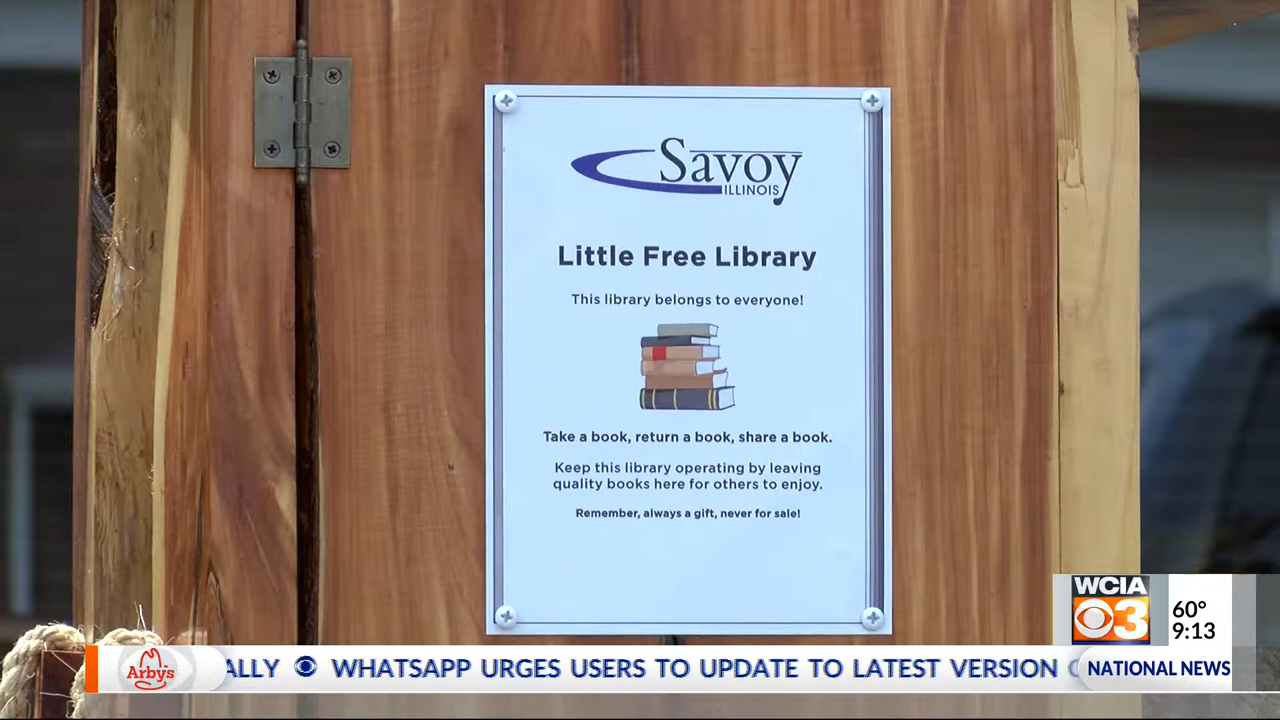 Savoy
ILLINOIS
Little Free Library
This library belongs to everyone!
Take a book, return a book, share a book.
Keep this library operating by leaving
quality books here for others to enjoy.
Remember, always a gift, never for sale!
WCIA
3
60°
9:13
Arby's
ALLY WHATSAPP URGES USERS TO UPDATE TO LATEST VERSION
NATIONAL NEWS